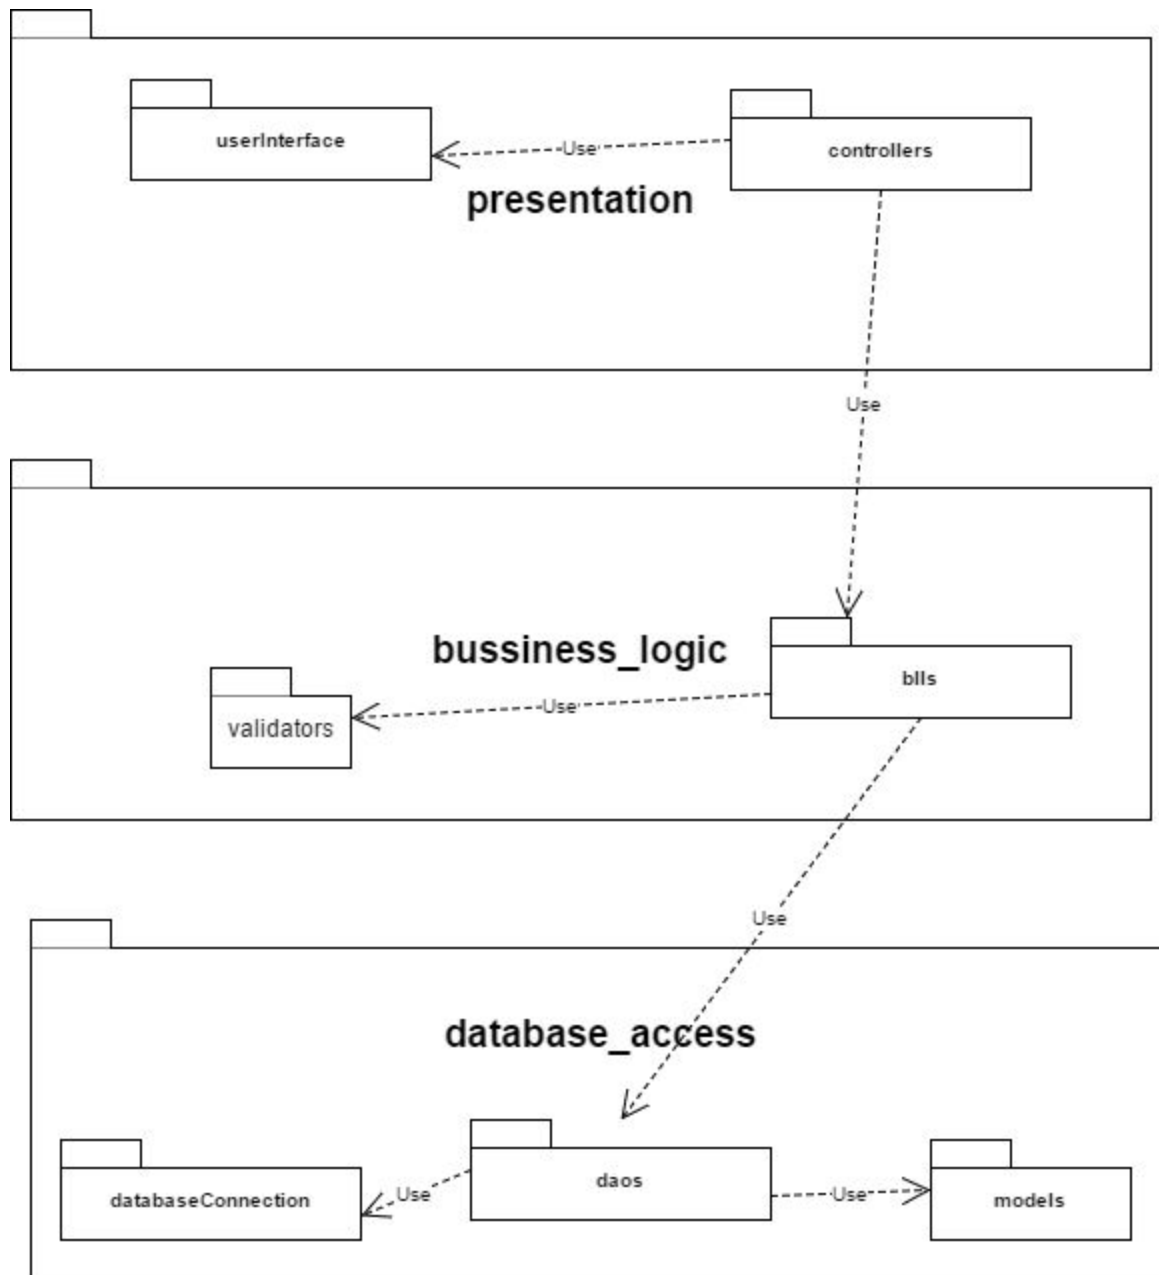 userInterface
Use
controllers
presentation
Use
bussiness_logic
blls
Use
validators
Use
database_access
databaseConnection
Use
daos
Use
models